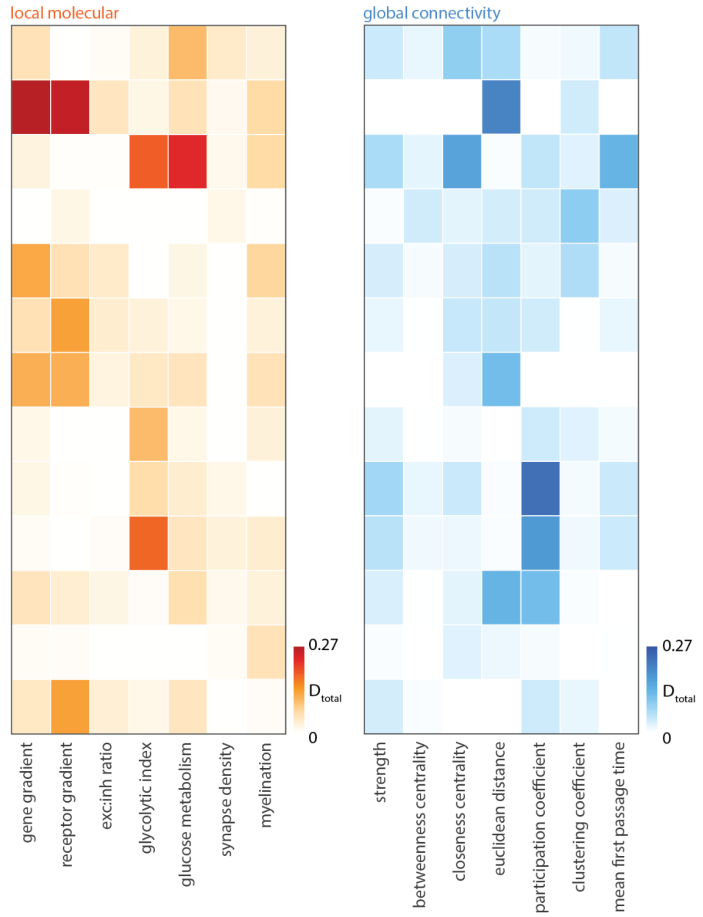 local molecular
global connectivity
0.27
D total
0
0.27
D total
0
gene gradient
receptor gradient
exc:inh ratio
glycolytic index
glucose metabolism
synapse density
myelination
strength
betweenness centrality
closeness centrality
euclidean distance
participation coefficient
clustering coefficient
mean first passage time